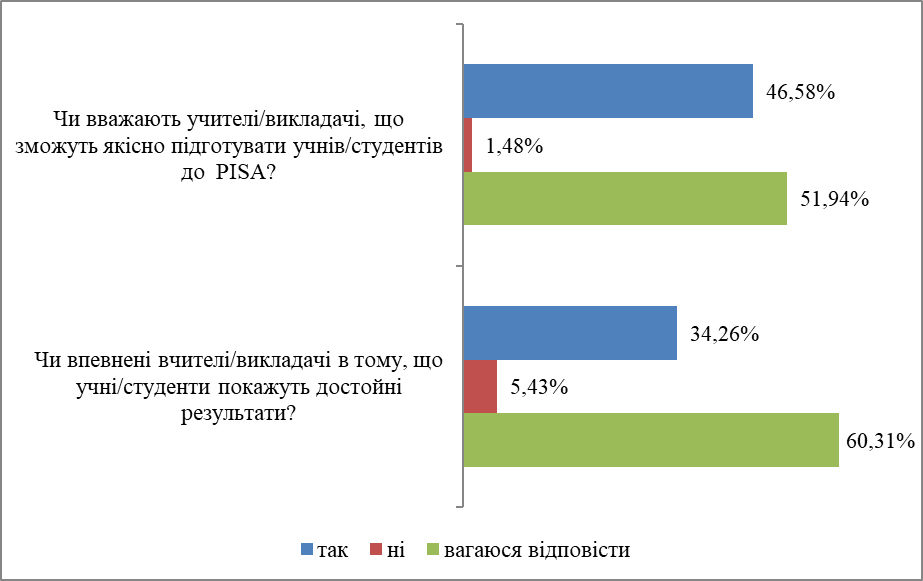 Чи вважають учителі/викладачі, що
зможуть якісно підготувати учнів/студентів
до PISA?
46,58%
1,48%
51,94%
Чи впевнені вчителі/викладачі в тому, що
учні/студенти покажуть достойні
результати?
34,26%
5,43%
60,31%
так ні вагаюся відповісти